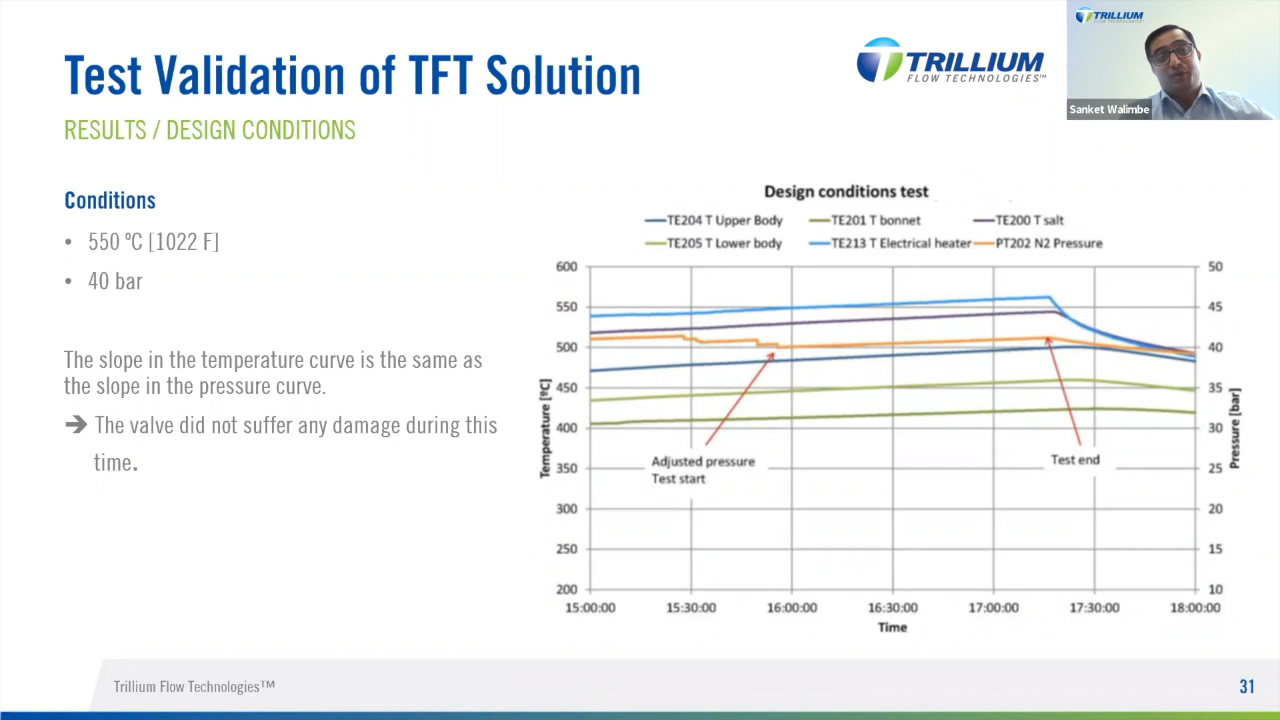 Test Validation of TFT Solution
RESULTS / DESIGN CONDITIONS
TRILLIUM
FLOW TECHNOLOGIES™
TRILLIUM
FLOW TECHNOLOGIES
Sanket Walimbe
Conditions
• 550 ºC [1022 F]
• 40 bar
The slope in the temperature curve is the same as
the slope in the pressure curve.
➔ The valve did not suffer any damage during this
time.
Design conditions test
TE204 T Upper Body TE201 T bonnet TE200 T salt
TE205 T Lower body TE213 T Electrical heater PT202 N2 Pressure
600
550
500
450
400
350
300
250
200
Temperature [ºC]
50
45
40
35
30
25
20
15
10
Pressure [bar]
Adjusted pressure
Test start
Test end
15:00:00 15:30:00 16:00:00 16:30:00 17:00:00 17:30:00 18:00:00
Time
Trillium Flow Technologies™
31